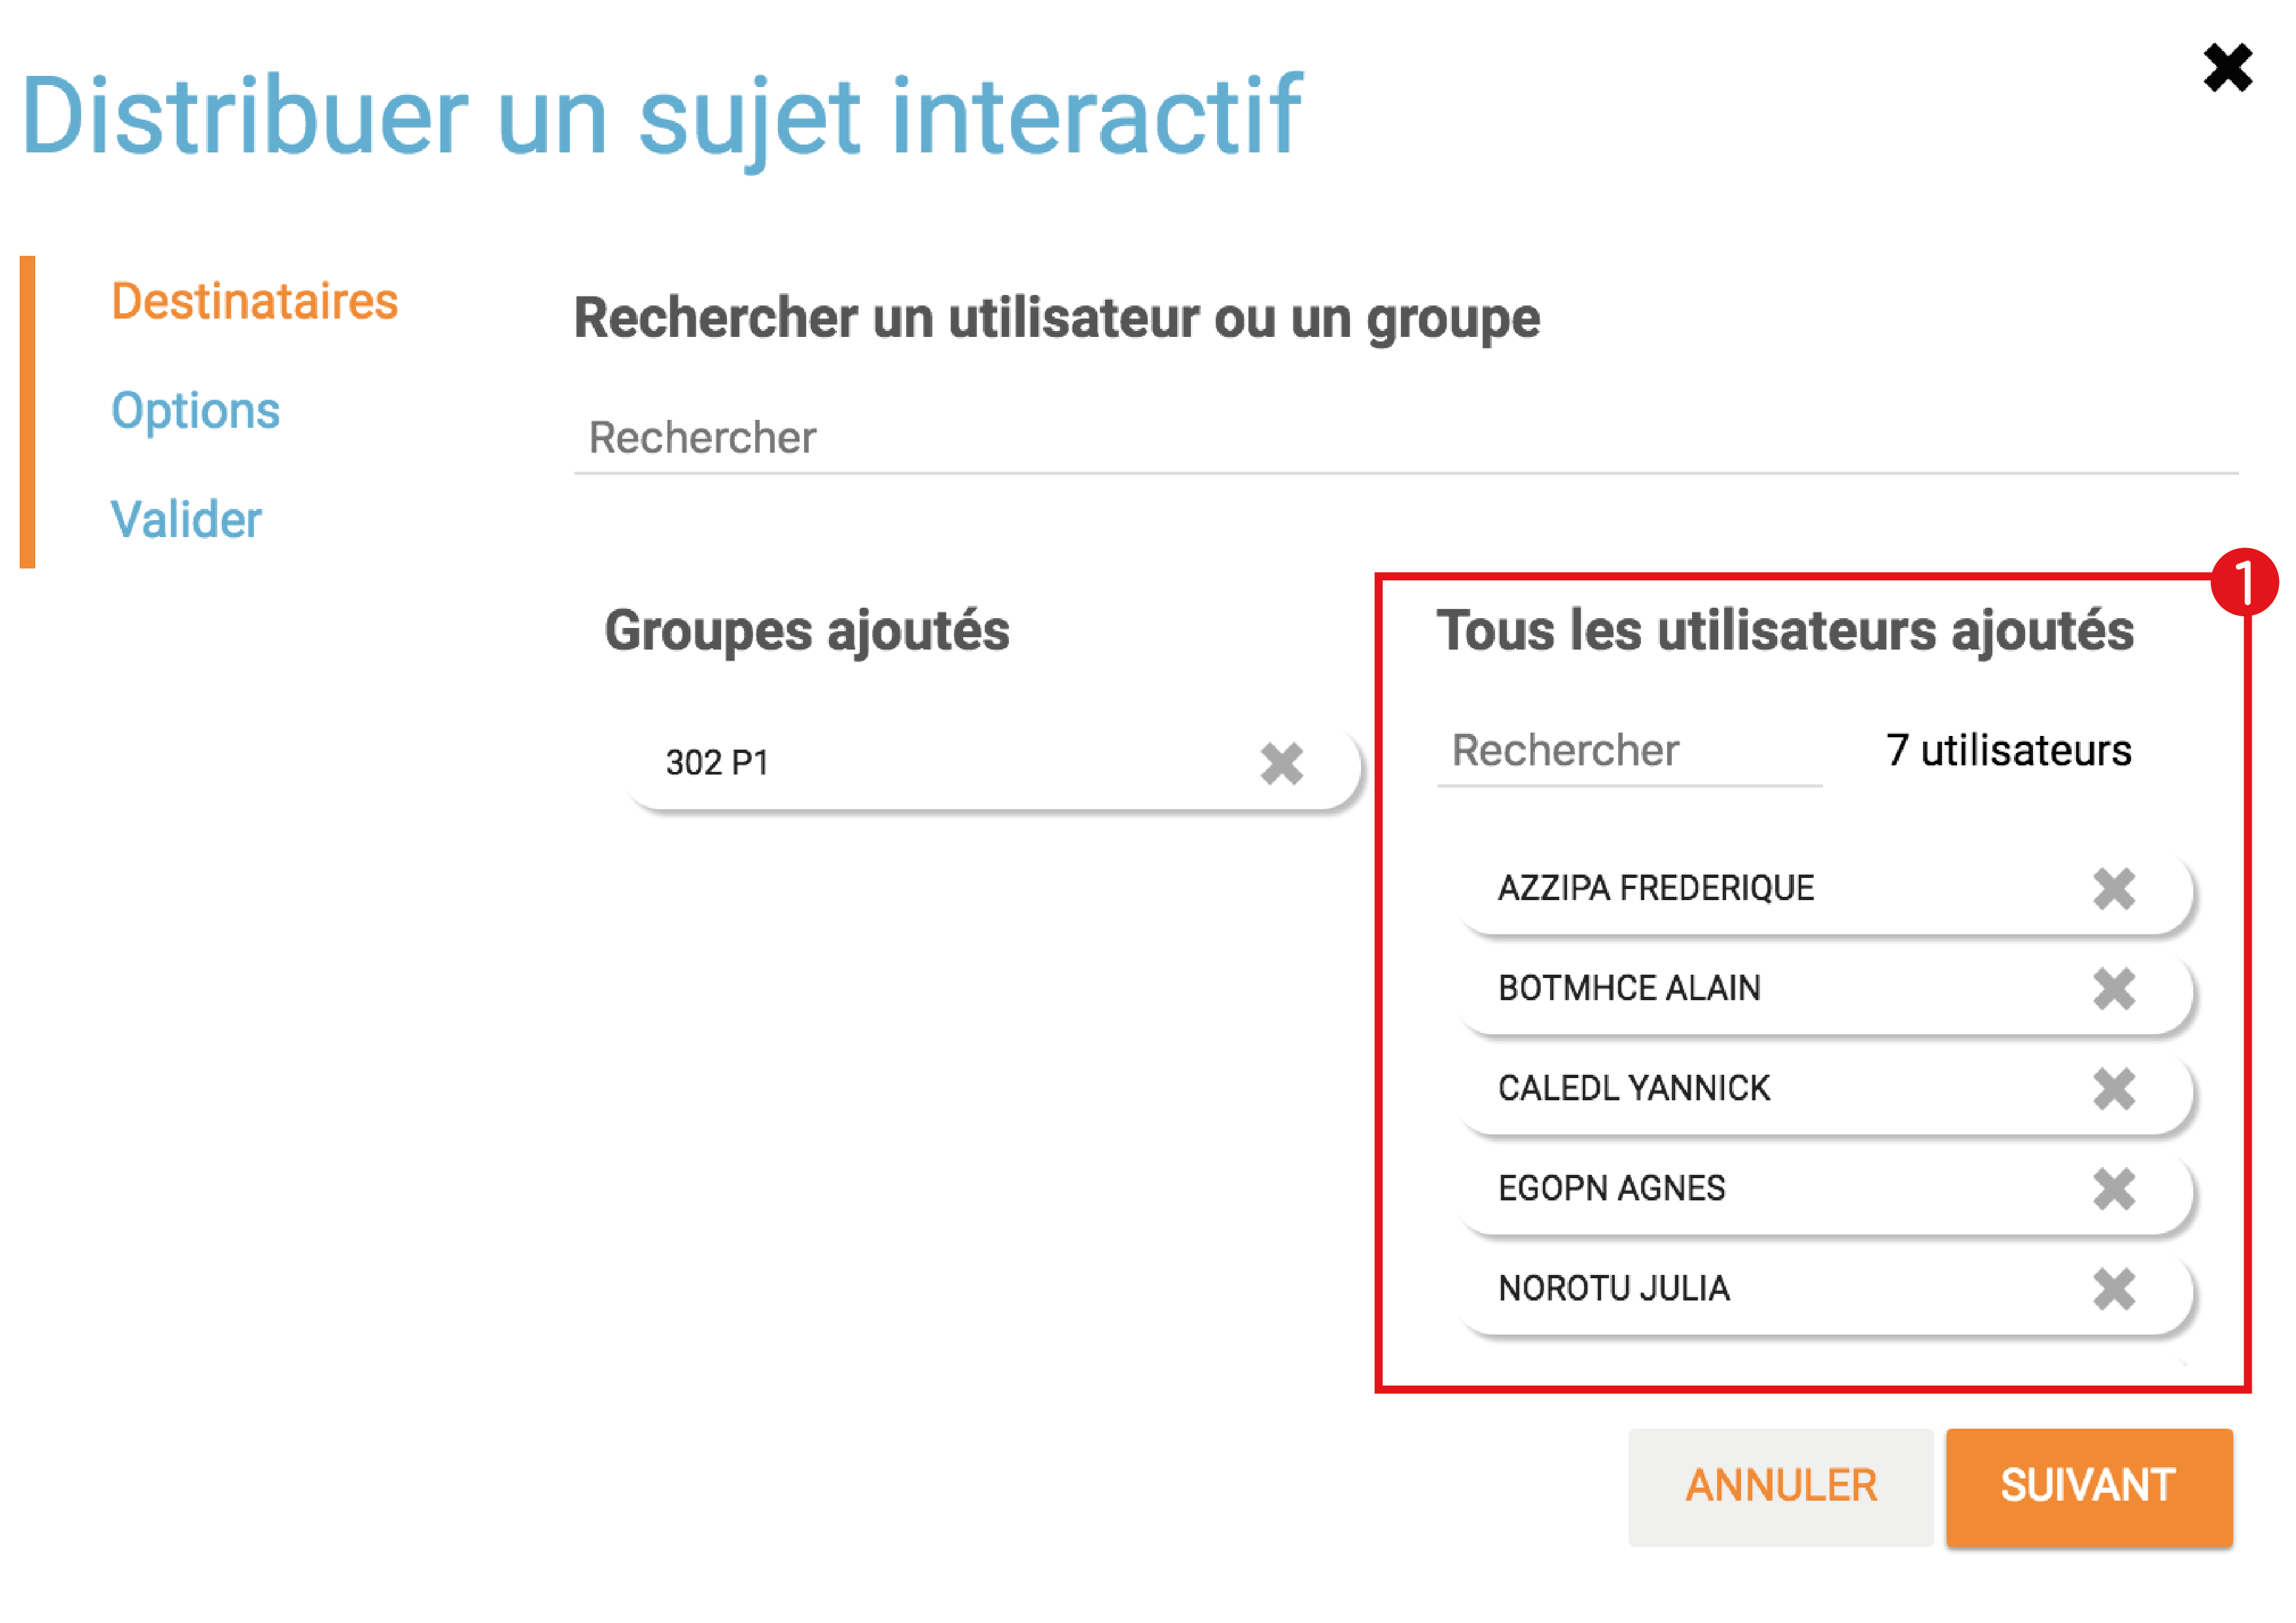 Distribuer un sujet interactif
Destinataires
Options
Valider
Rechercher un utilisateur ou un groupe
Rechercher
Groupes ajoutés
302 P1
1
Tous les utilisateurs ajoutés
Rechercher
7 utilisateurs
AZZIPA FREDERIQUE
BOTMHCE ALAIN
CALEDL YANNICK
EGOPN AGNES
NOROTU JULIA
ANNULER
SUIVANT